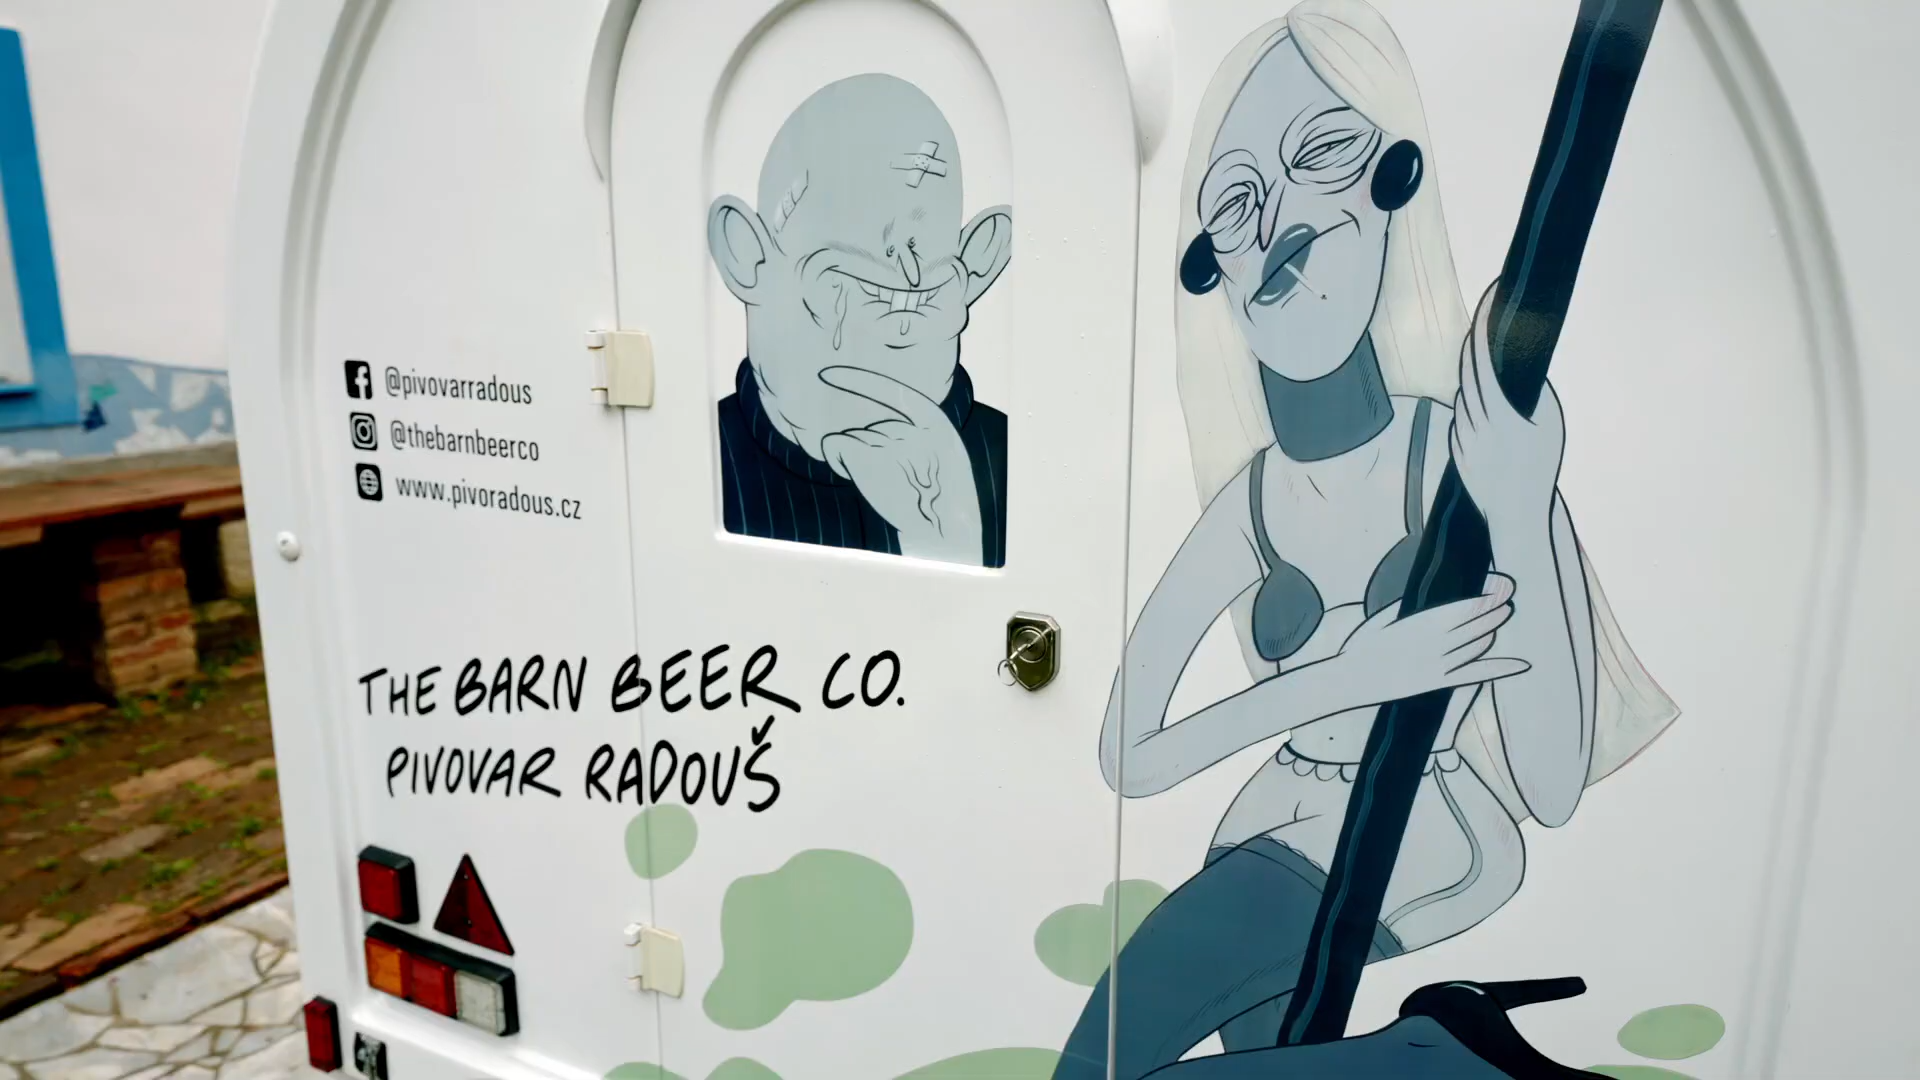 @pivovarradous
@thebarnbeerco
www.pivoradous.cz
THE BARN BEER CO.
PIVOVAR RADOUŠ